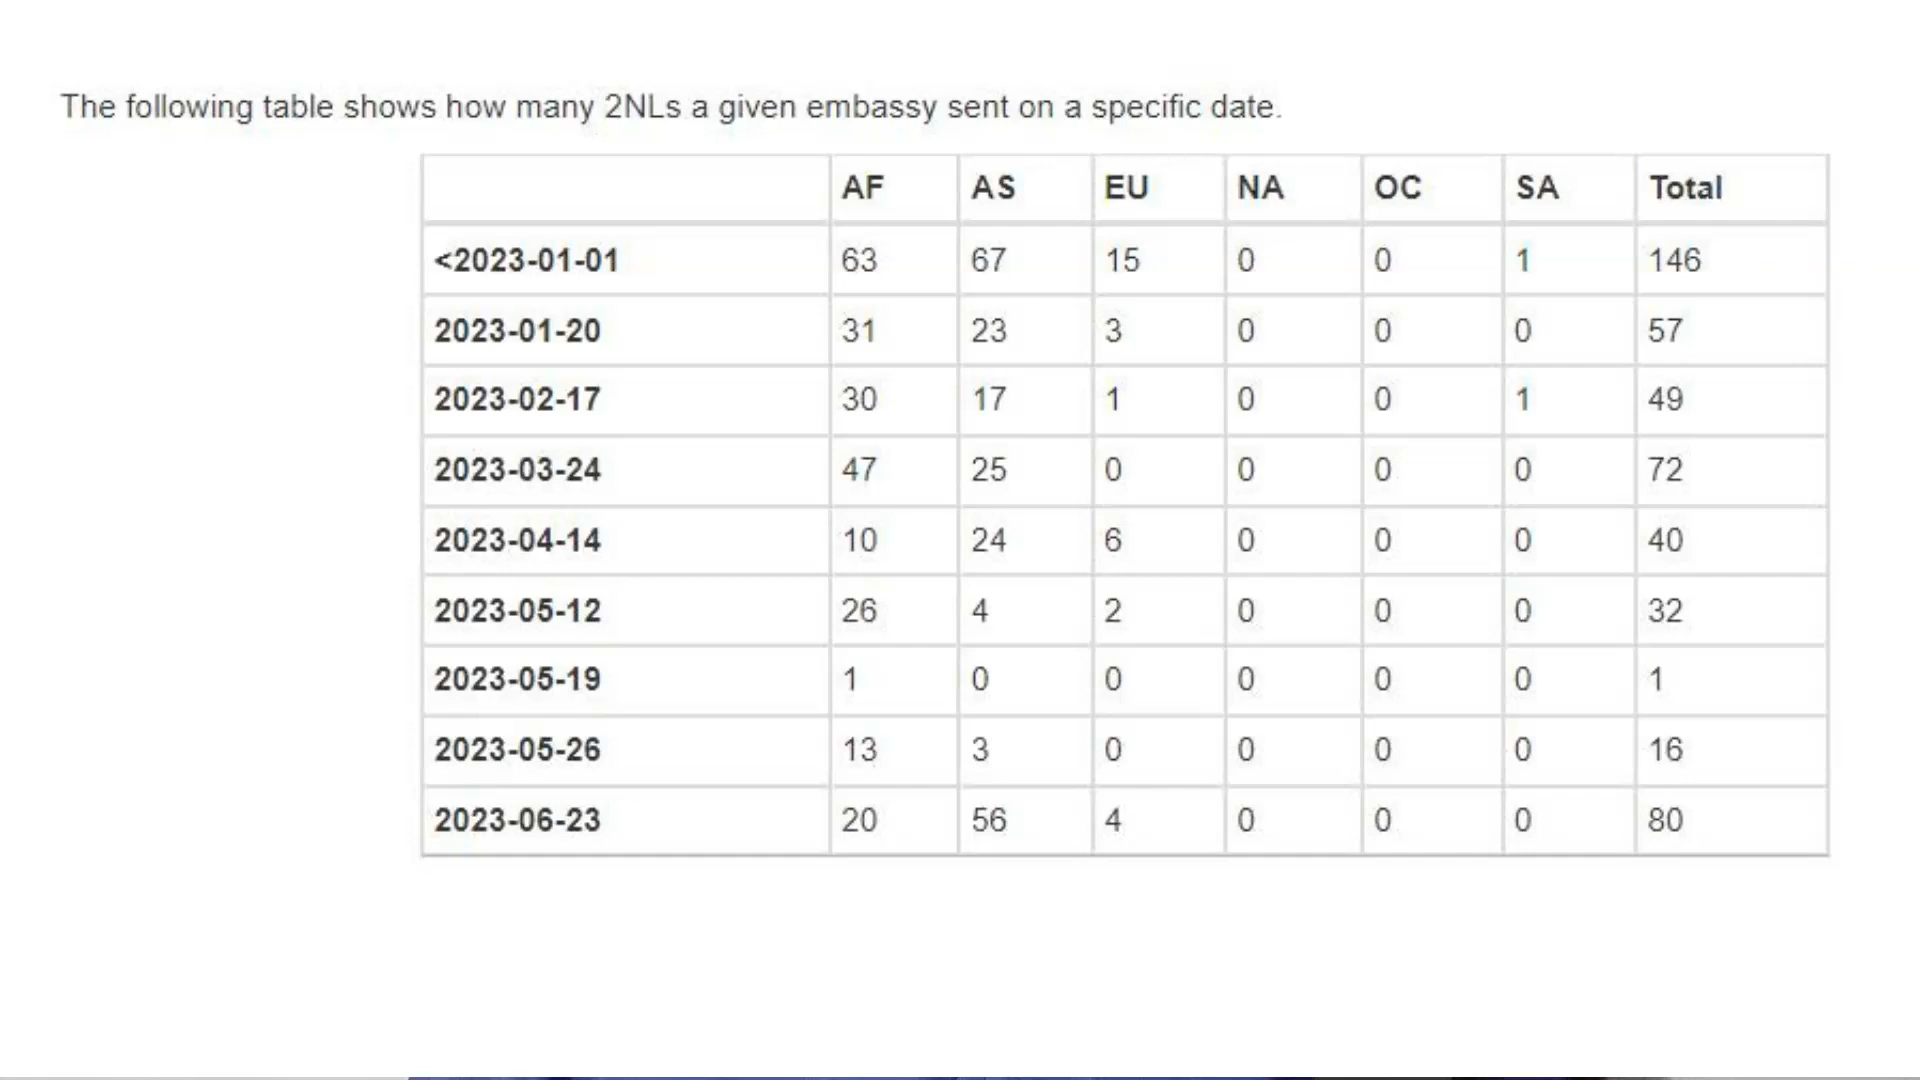 The following table shows how many 2NLs a given embassy sent on a specific date.
AF AS EU NA OC SA Total
<2023-01-01 63 67 15 0 0 1 146
2023-01-20 31 23 3 0 0 0 57
2023-02-17 30 17 1 0 0 1 49
2023-03-24 47 25 0 0 0 0 72
2023-04-14 10 24 6 0 0 0 40
2023-05-12 26 4 2 0 0 0 32
2023-05-19 1 0 0 0 0 0 1
2023-05-26 13 3 0 0 0 0 16
2023-06-23 20 56 4 0 0 0 80